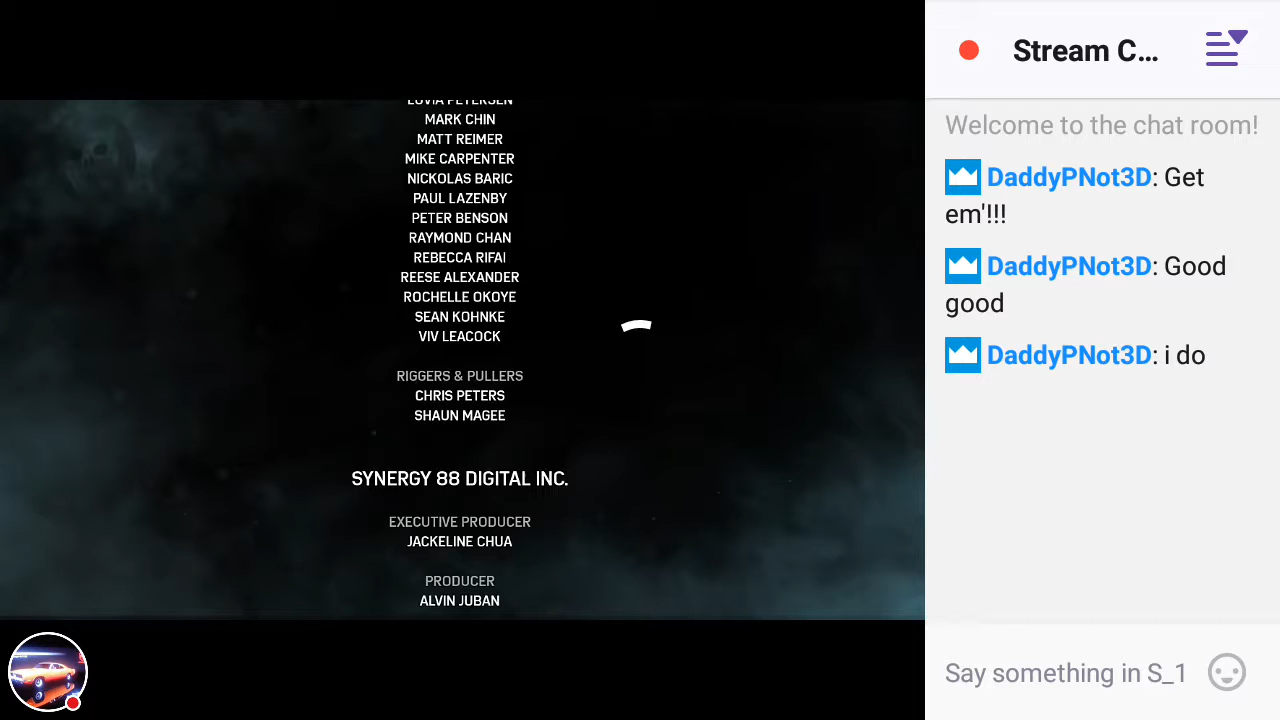 LOVIA PETERSEN
MARK CHIN
MATT REIMER
MIKE CARPENTER
NICKOLAS BARIC
PAUL LAZENBY
PETER BENSON
RAYMOND CHAN
REBECCA RIFAI
REESE ALEXANDER
ROCHELLE OKOYE
SEAN KOHNKE
VIV LEACOCK
RIGGERS & PULLERS
CHRIS PETERS
SHAUN MAGEE
SYNERGY 88 DIGITAL INC.
EXECUTIVE PRODUCER
JACKELINE CHUA
PRODUCER
ALVIN JUBAN
Stream C...
Welcome to the chat room!
DaddyPNot3D: Get
em'!!!
DaddyPNot3D: Good
good
DaddyPNot3D: i do
Say something in S_1